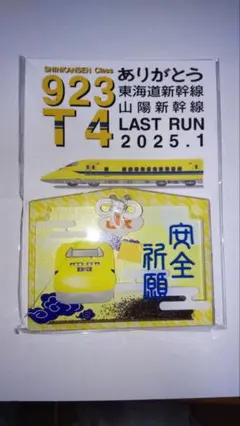 SHINKANSEN Class
923
T4
ありがとう
東海道新幹線
山陽新幹線
LAST RUN
2025.1
安全
祈願